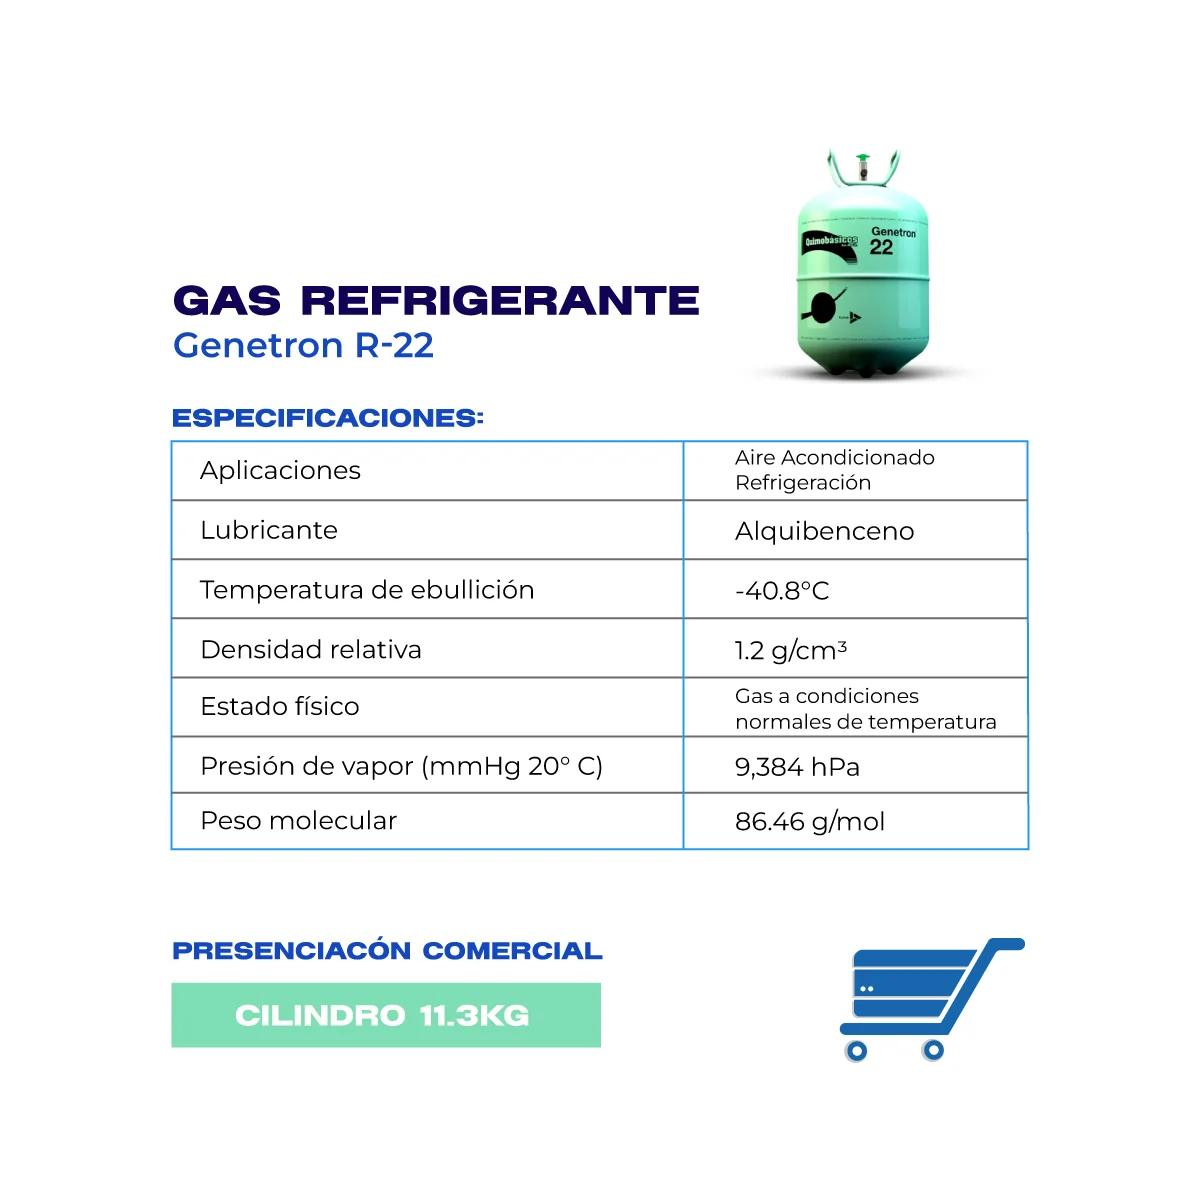 Quimobásicos
Genetron
22
GAS REFRIGERANTE
Genetron R-22
ESPECIFICACIONES:
Aplicaciones
Aire Acondicionado
Refrigeración
Lubricante
Alquibenceno
Temperatura de ebullición
-40.8°C
Densidad relativa
1.2 g/cm³
Estado físico
Gas a condiciones
normales de temperatura
Presión de vapor (mmHg 20° C)
9,384 hPa
Peso molecular
86.46 g/mol
PRESENCIACÓN COMERCIAL
CILINDRO 11.3KG